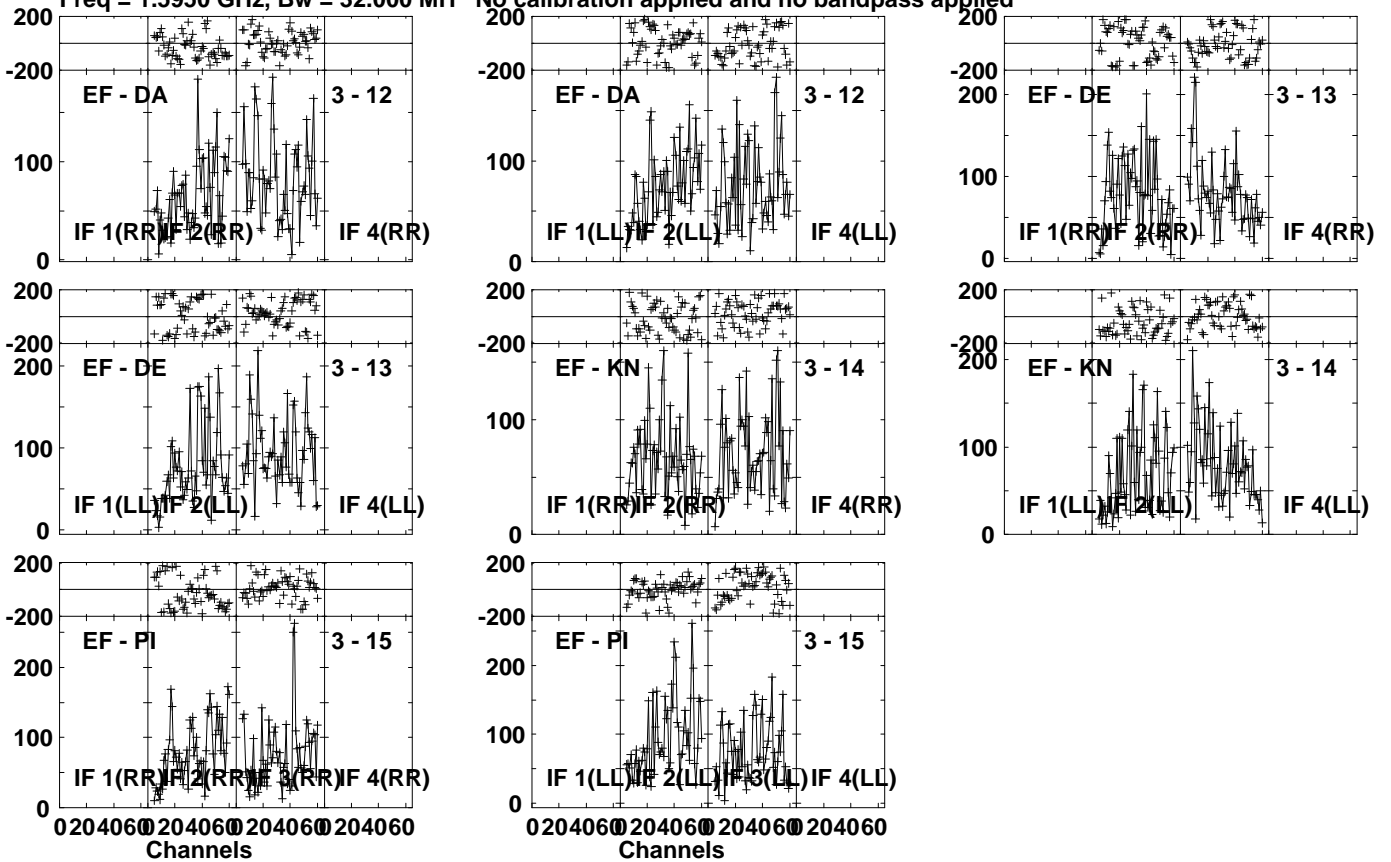 Freq = 1.5950 GHz, Bw = 32.000 MH No calibration applied and no bandpass applied
200
-200
EF - DA 3 - 12
100
IF 1(RR) IF 2(RR) IF 4(RR)
0
EF - DA 3 - 12
100
IF 1(LL) IF 2(LL) IF 4(LL)
0
200
-200
200
EF - DE 3 - 13
100
IF 1(RR) IF 2(RR) IF 4(RR)
0
200
-200
200
EF - DE 3 - 13
100
IF 1(LL) IF 2(LL) IF 4(LL)
0
200
-200
EF - KN 3 - 14
100
IF 1(RR) IF 2(RR) IF 4(RR)
0
200
-200
200
EF - KN 3 - 14
100
IF 1(LL) IF 2(LL) IF 4(LL)
0
200
-200
200
EF - PI 3 - 15
100
IF 1(RR) IF 2(RR) IF 3(RR) IF 4(RR)
0
0 20 40 60 0 20 40 60 0 20 40 60 0 20 40 60
Channels
200
-200
200
EF - PI 3 - 15
100
IF 1(LL) IF 2(LL) IF 3(LL) IF 4(LL)
0
0 20 40 60 0 20 40 60 0 20 40 60 0 20 40 60
Channels